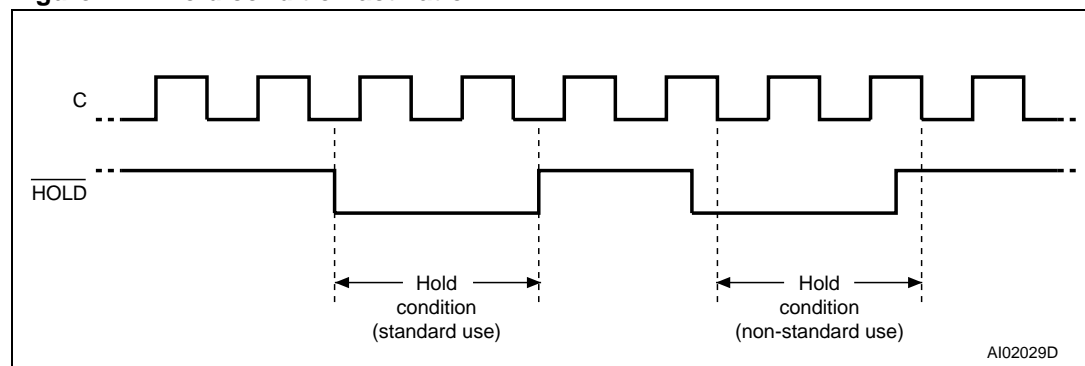 C
HOLD
Hold
condition
(standard use)
Hold
condition
(non-standard use)
AI02029D